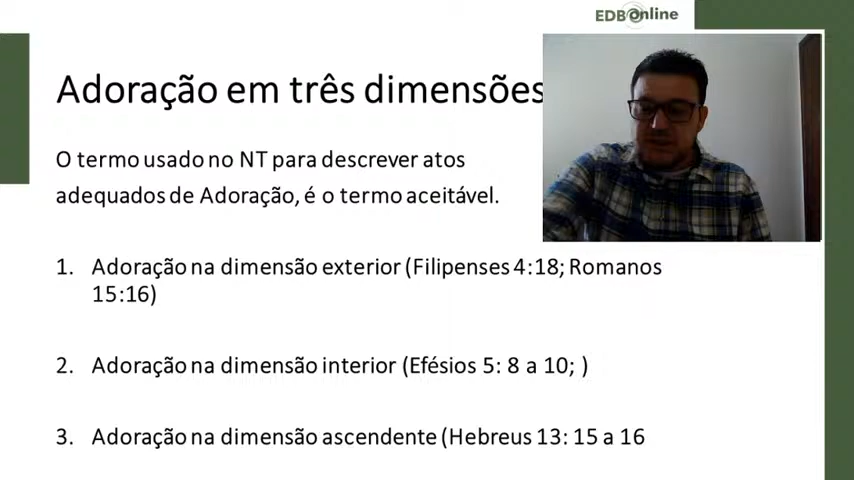 EDBOnline
Adoração em três dimensões
O termo usado no NT para descrever atos
adequados de Adoração, é o termo aceitável.
1. Adoração na dimensão exterior (Filipenses 4:18; Romanos
15:16)
2. Adoração na dimensão interior (Efésios 5: 8 a 10; )
3. Adoração na dimensão ascendente (Hebreus 13: 15 a 16